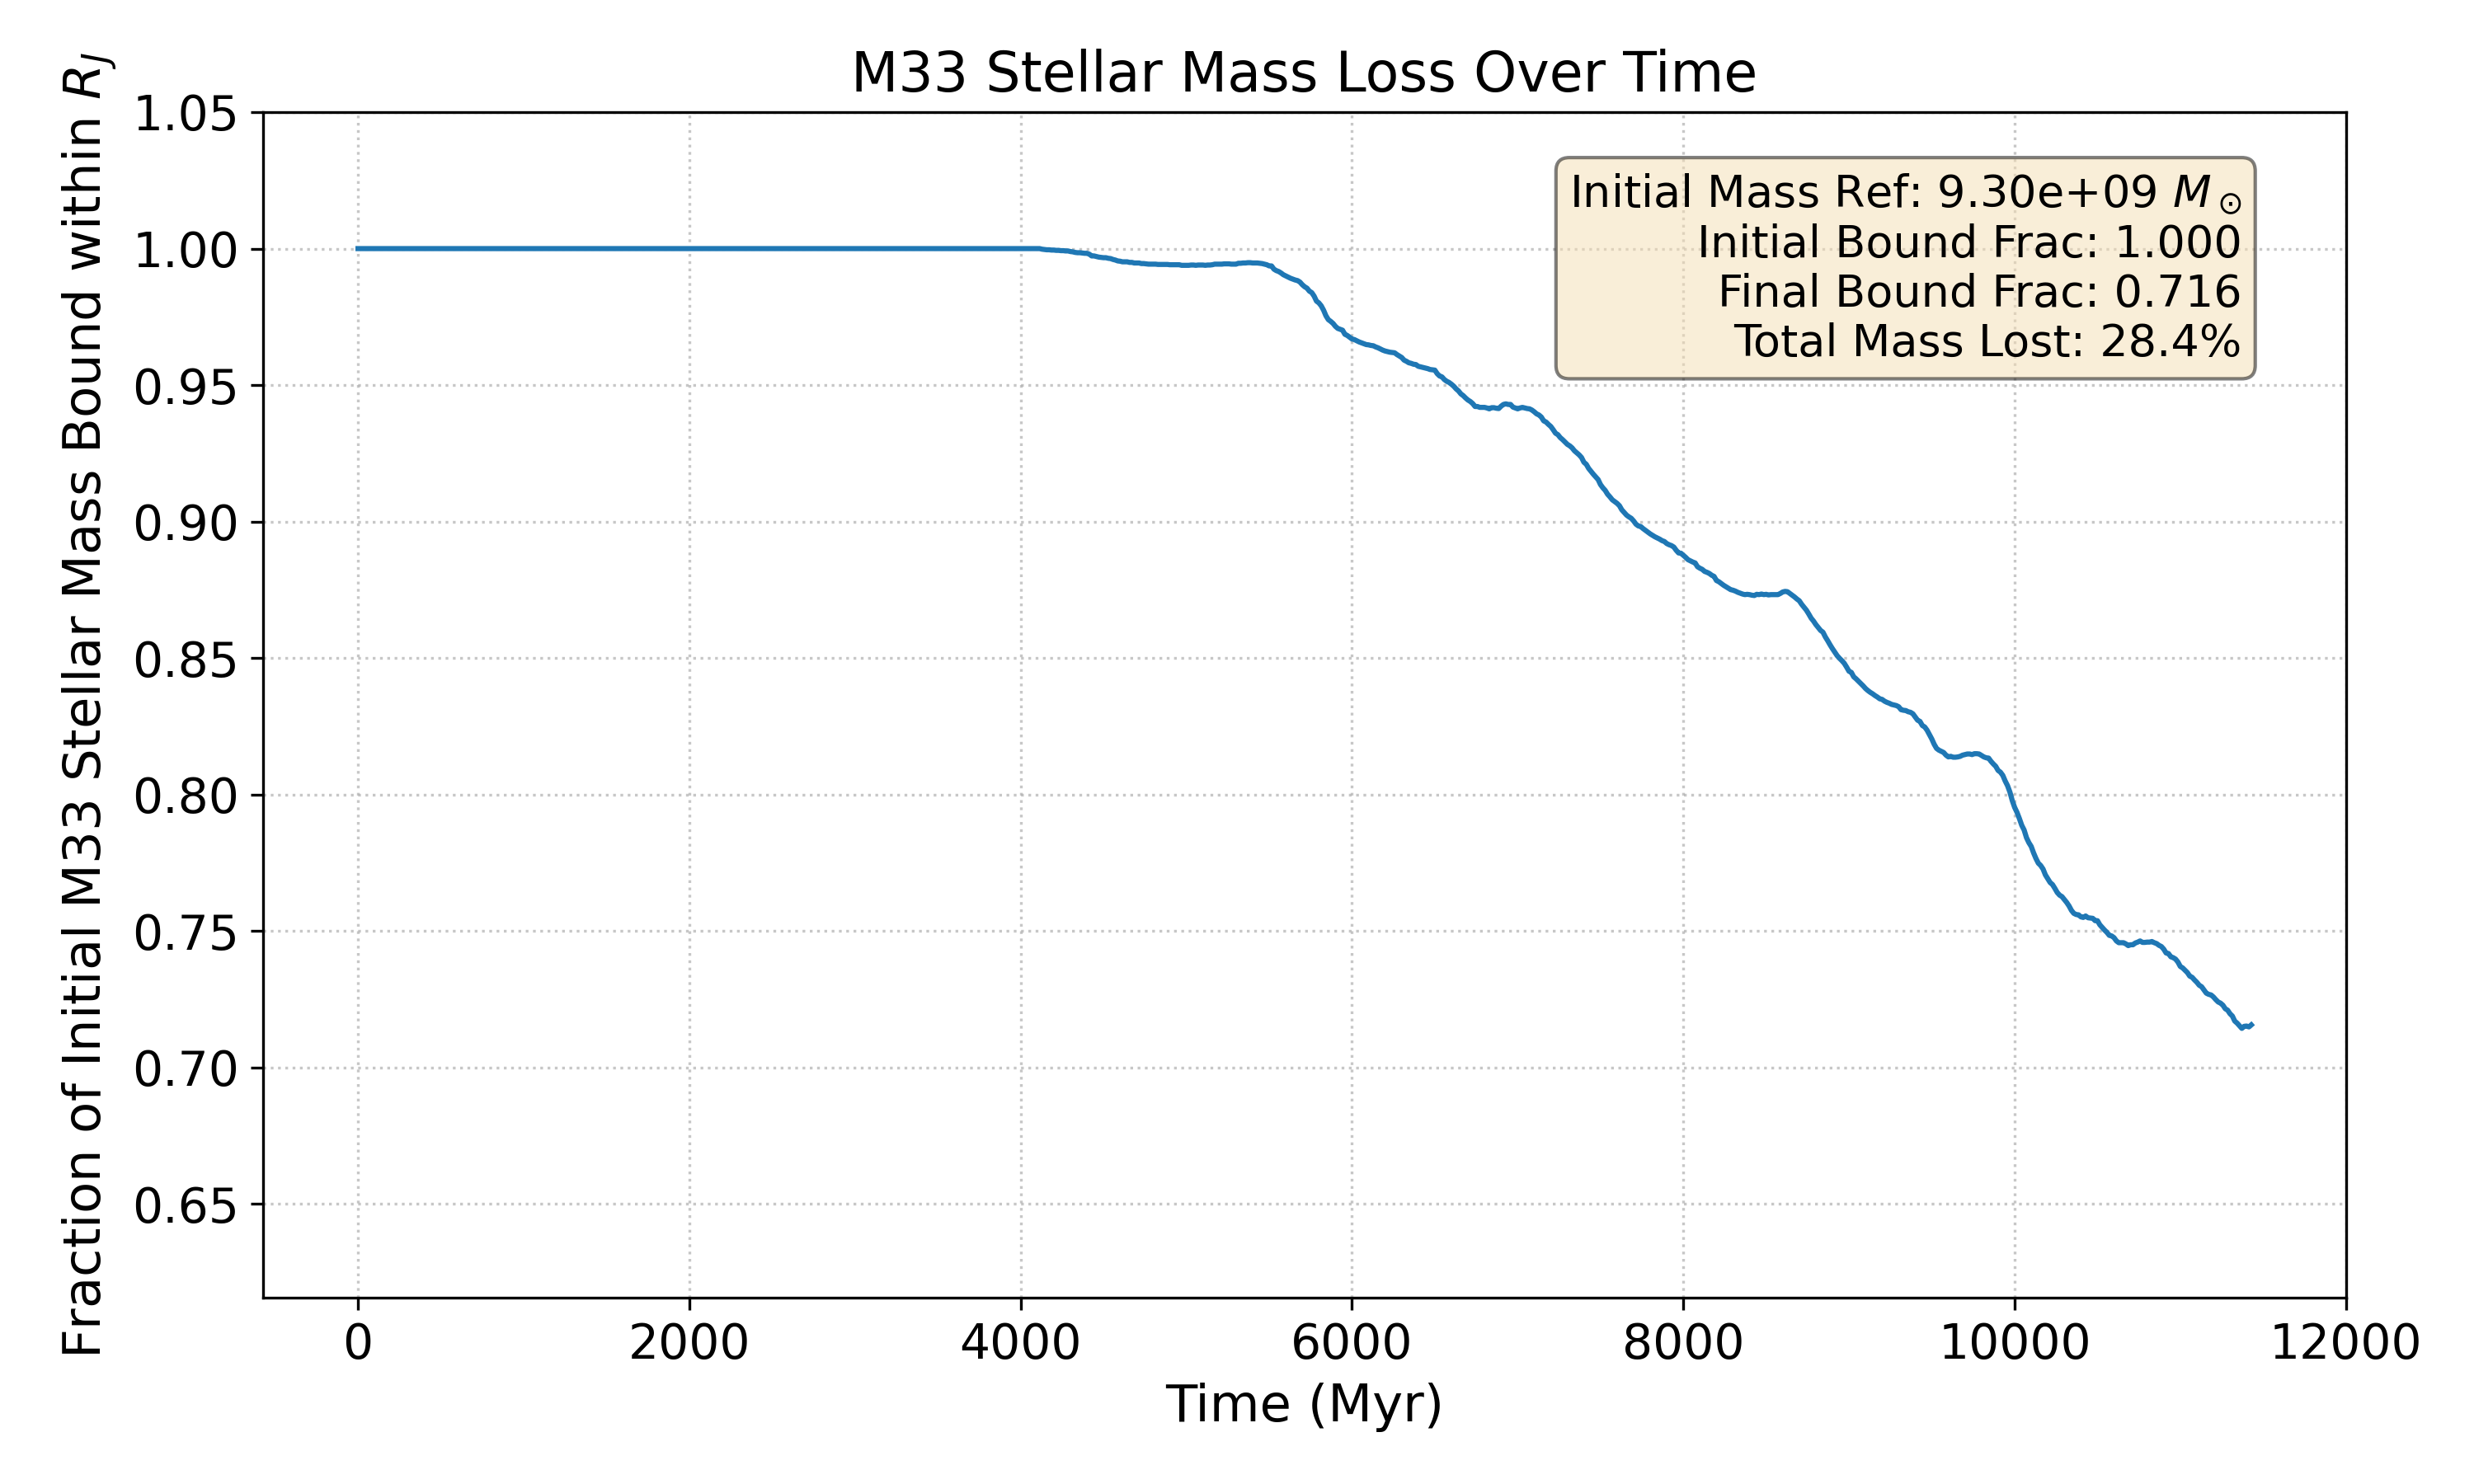 M33 Stellar Mass Loss Over Time
Fraction of Initial M33 Stellar Mass Bound within R_J
1.05
1.00
0.95
0.90
0.85
0.80
0.75
0.70
0.65
Initial Mass Ref: 9.30e+09 M_⊙
Initial Bound Frac: 1.000
Final Bound Frac: 0.716
Total Mass Lost: 28.4%
0 2000 4000 6000 8000 10000 12000
Time (Myr)